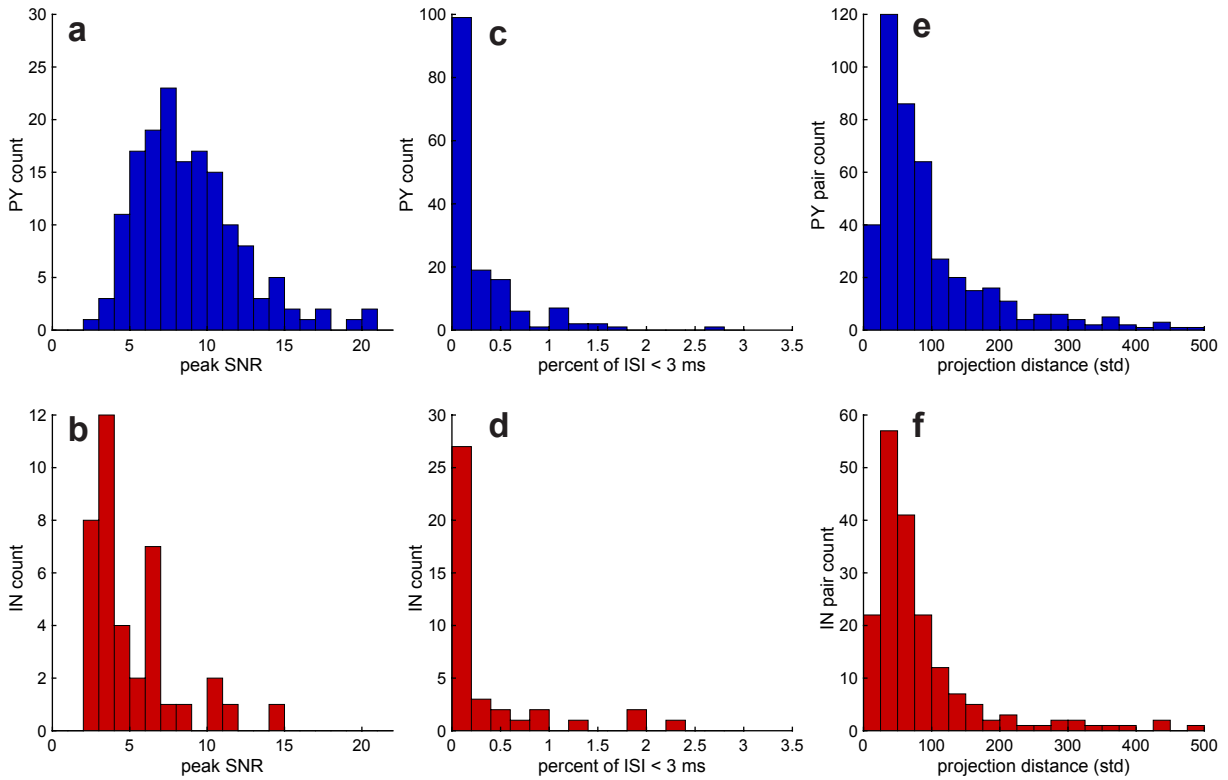 a
30
25
20
15
10
5
0
PY count
0 5 10 15 20
peak SNR
c
100
80
60
40
20
0
PY count
0 0.5 1 1.5 2 2.5 3 3.5
percent of ISI < 3 ms
e
120
100
80
60
40
20
0
PY pair count
0 100 200 300 400 500
projection distance (std)
b
12
10
8
6
4
2
0
IN count
0 5 10 15 20
peak SNR
d
30
25
20
15
10
5
0
IN count
0 0.5 1 1.5 2 2.5 3 3.5
percent of ISI < 3 ms
f
60
50
40
30
20
10
0
IN pair count
0 100 200 300 400 500
projection distance (std)